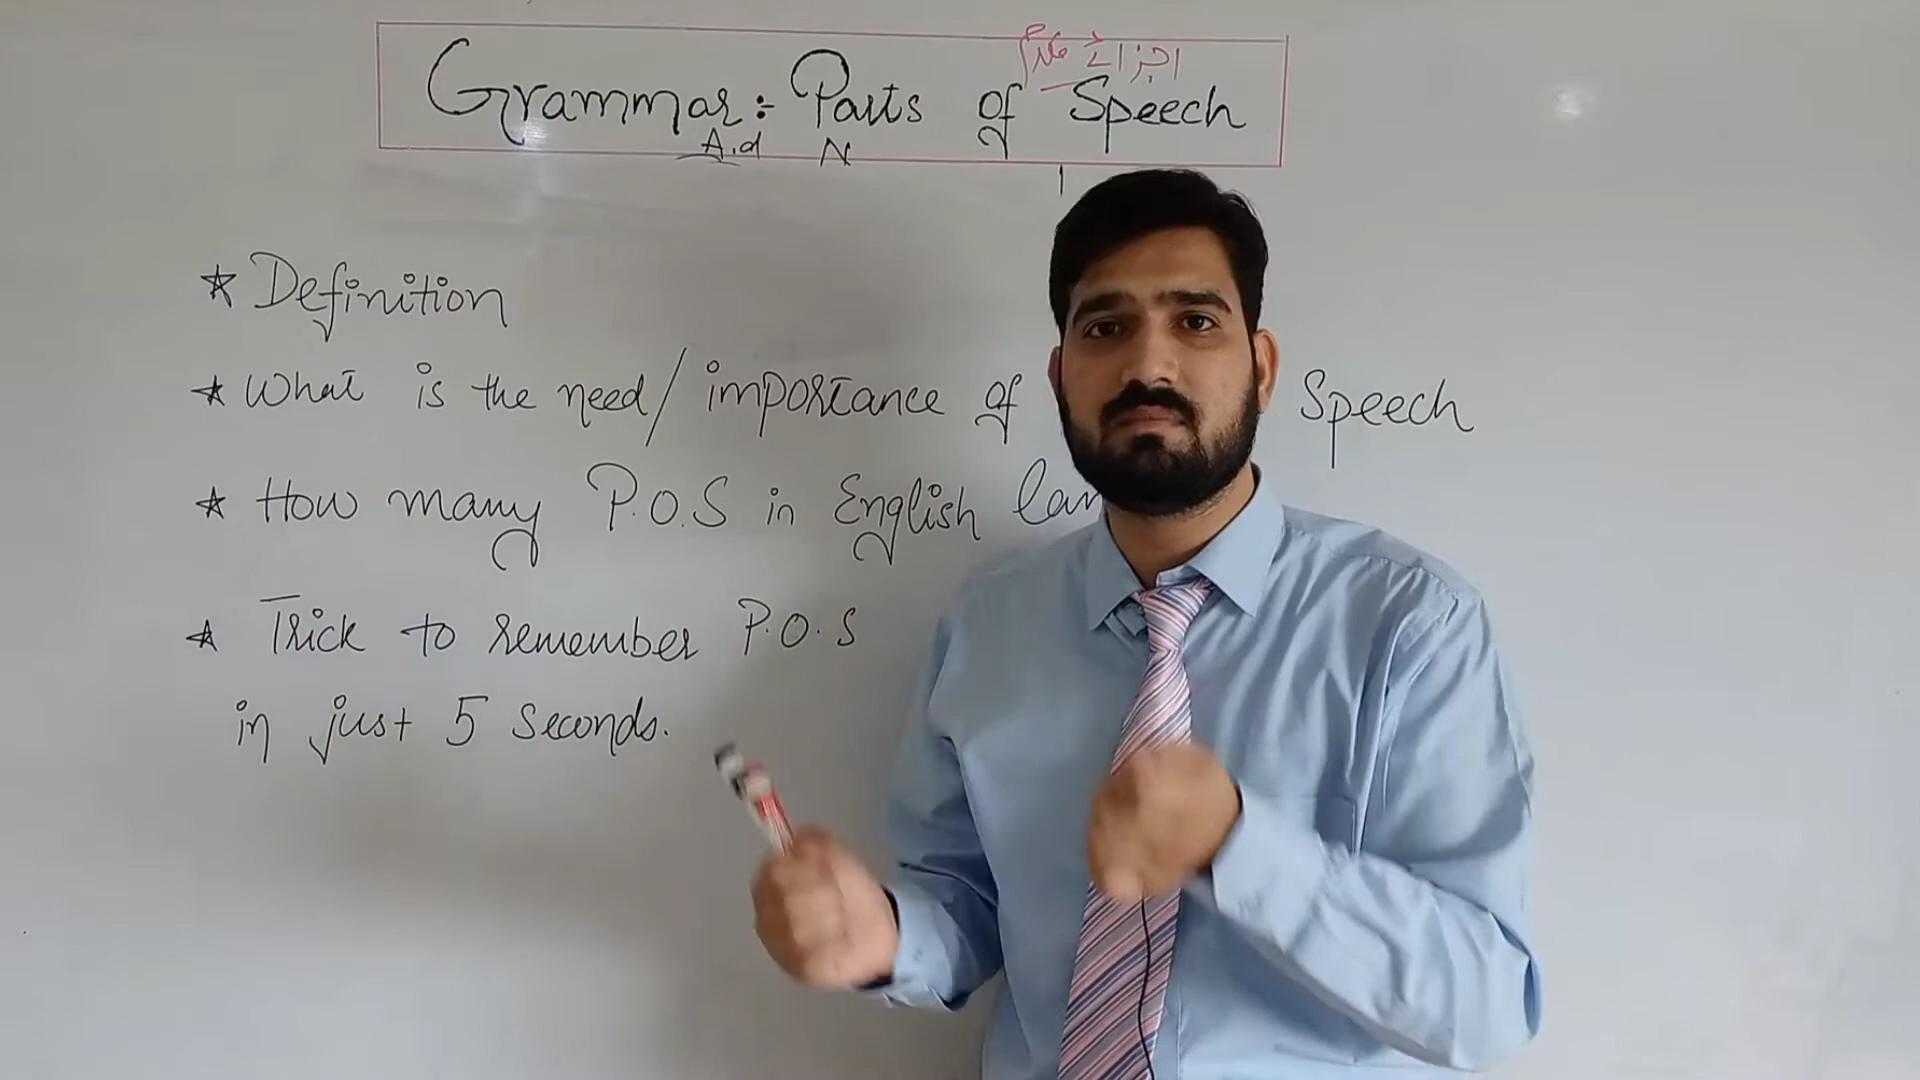 اجزائے کلام
Grammar: Parts of Speech
A.d N
* Definition
* What is the need/importance of Speech
* How many P.O.S in English lan
* Trick to remember P.O.S
in just 5 seconds.